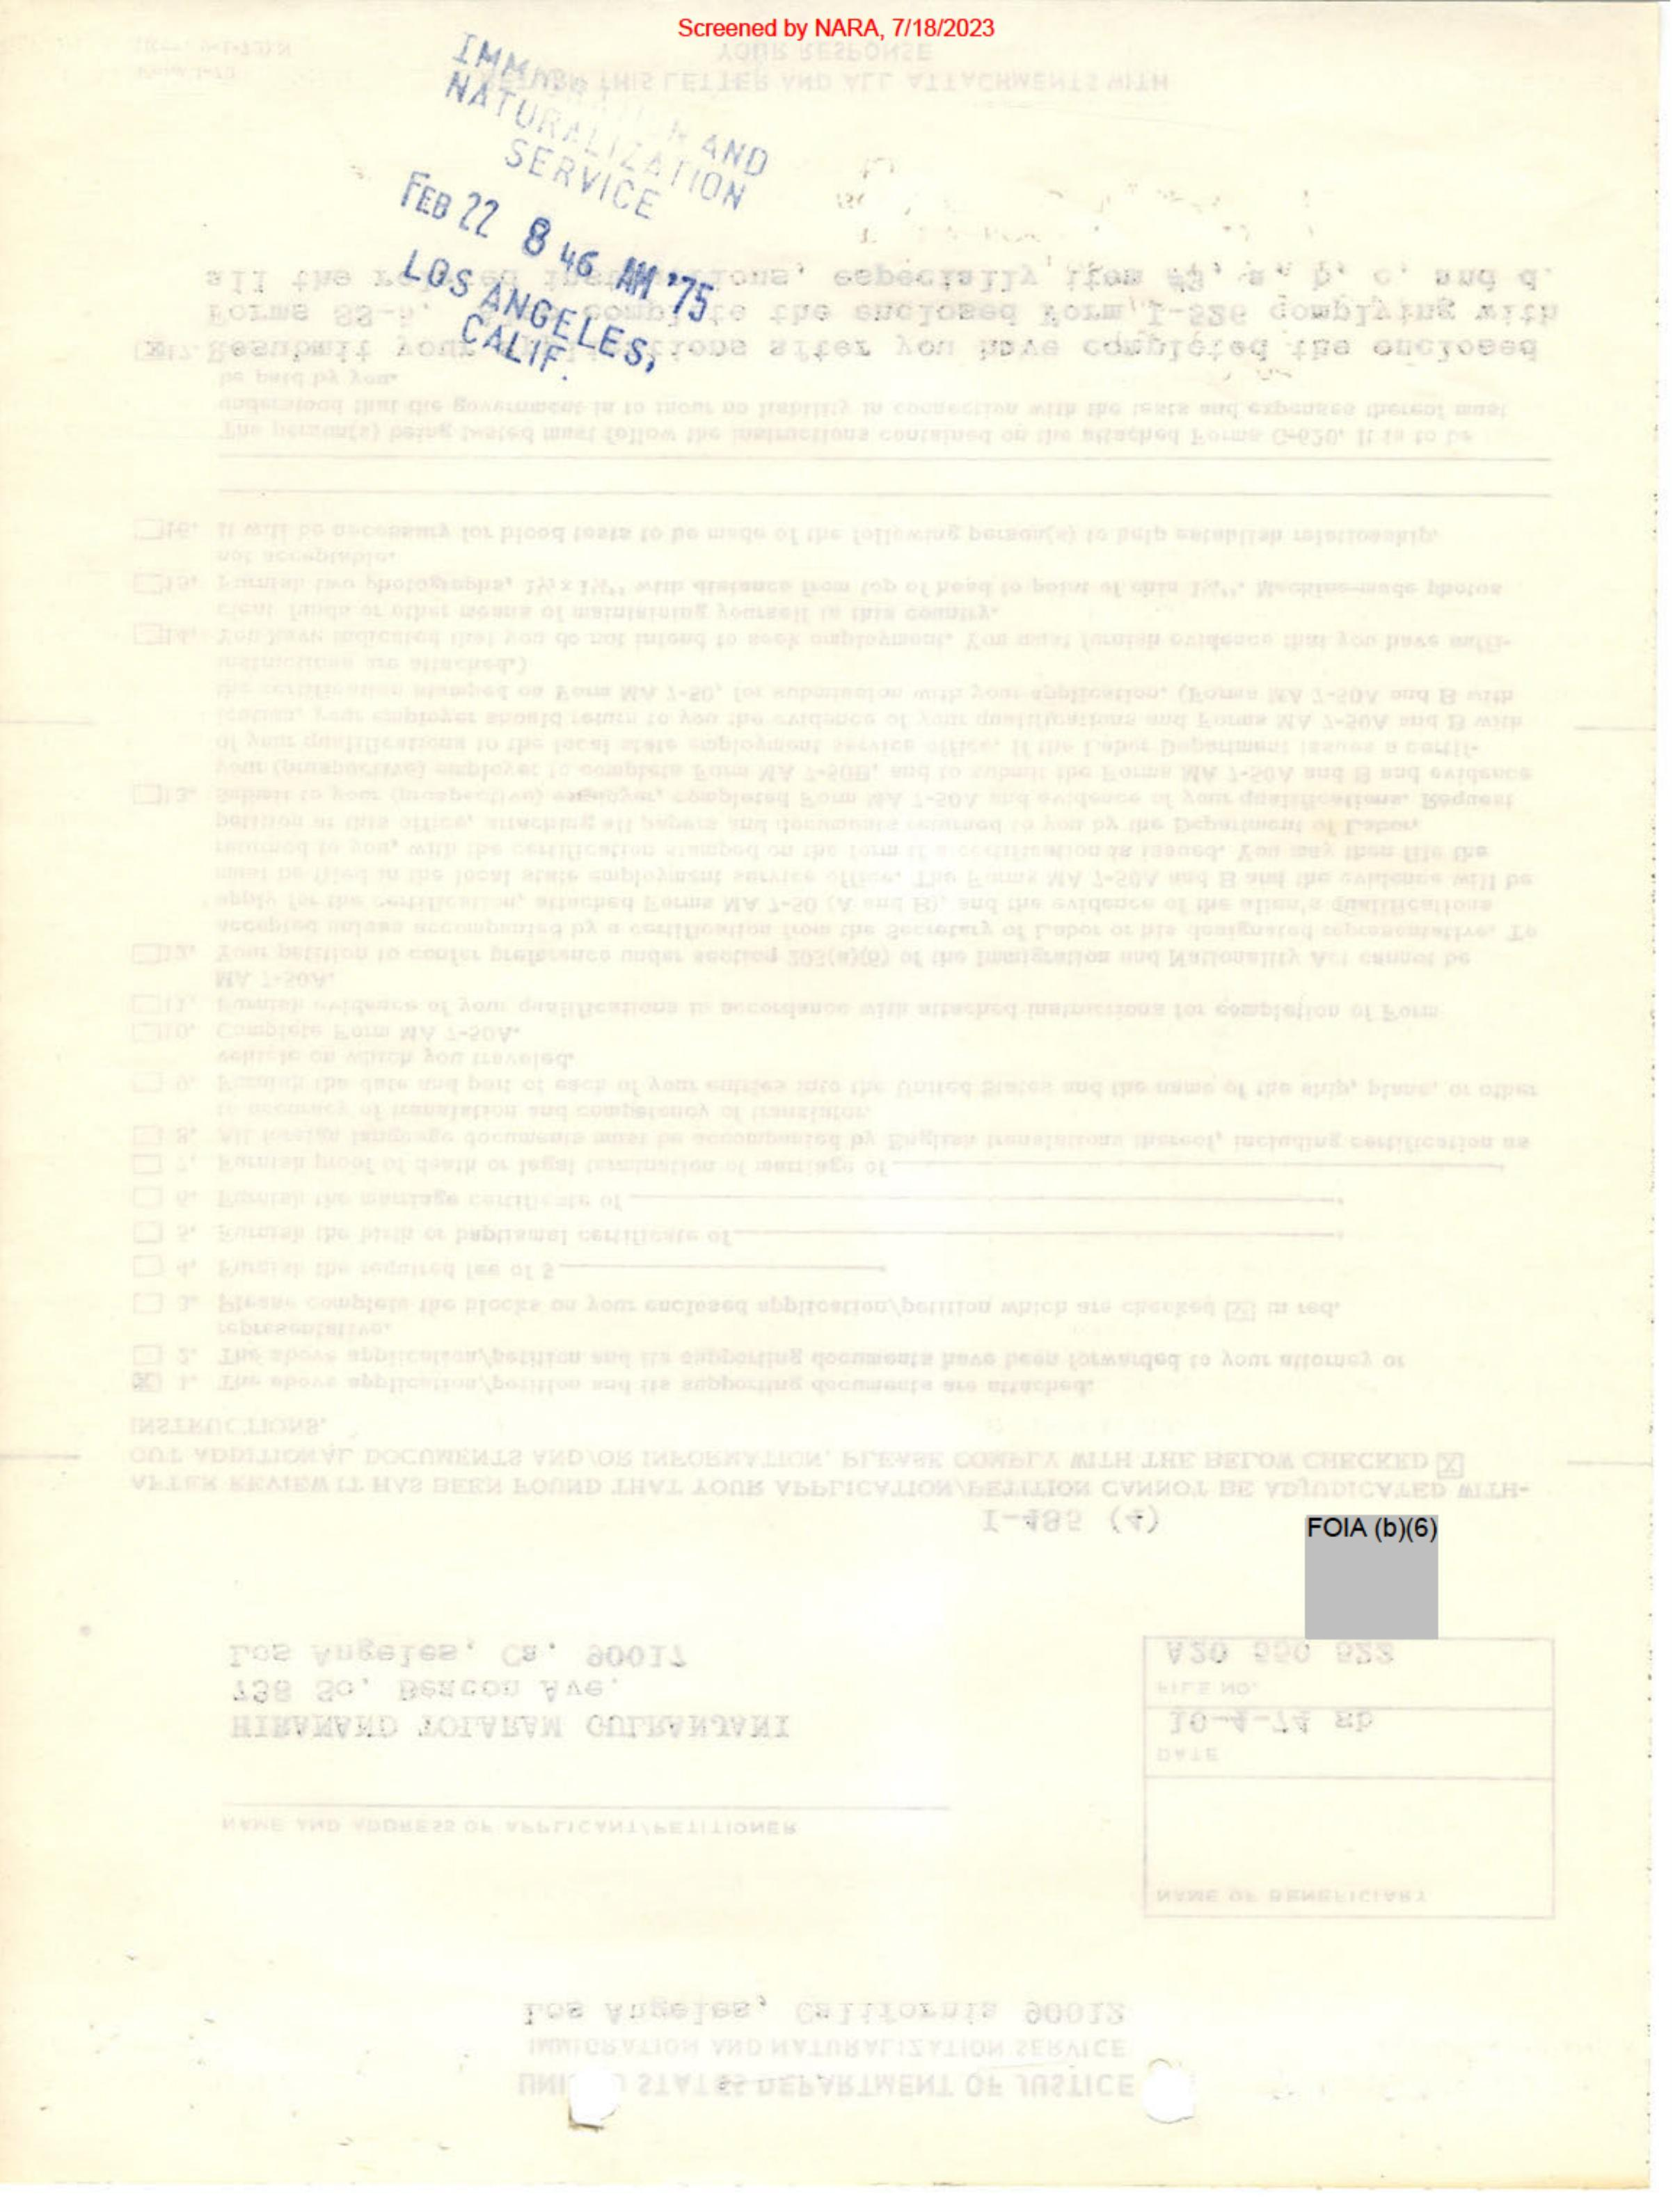 Screened by NARA, 7/18/2023
IMMIGRATION AND
NATURALIZATION
SERVICE
FEB 22 8 46 AM '75
LOS ANGELES,
CALIF.
FOIA (b)(6)
UNITED STATES DEPARTMENT OF JUSTICE
IMMIGRATION AND NATURALIZATION SERVICE
Los Angeles, California 90012
NAME OF BENEFICIARY
NAME AND ADDRESS OF APPLICANT/PETITIONER
DATE
10-4-74 mb
HIRANAND TOLARAM GULRANJANI
738 So. Beacon Ave.
Los Angeles, Ca. 90017
FILE NO.
A20 550 522
I-485 (4)
AFTER REVIEW IT HAS BEEN FOUND THAT YOUR APPLICATION/PETITION CANNOT BE ADJUDICATED WITH-
OUT ADDITIONAL DOCUMENTS AND/OR INFORMATION. PLEASE COMPLY WITH THE BELOW CHECKED X
INSTRUCTIONS.
1. The above application/petition and its supporting documents are attached.
2. The above application/petition and its supporting documents have been forwarded to your attorney or
representative.
3. Please complete the blocks on your enclosed application/petition which are checked X in red.
4. Furnish the required fee of $
5. Furnish the birth or baptismal certificate of
6. Furnish the marriage certificate of
7. Furnish proof of death or legal termination of marriage of
8. All foreign language documents must be accompanied by English translations thereof, including certification as
to accuracy of translation and competency of translator.
9. Furnish the date and port of each of your entries into the United States and the name of the ship, plane, or other
vehicle on which you traveled.
10. Complete Form MA 7-50A.
11. Furnish evidence of your qualifications in accordance with attached instructions for completion of Form
MA 7-50A.
12. Your petition to confer preference under section 203(a)(6) of the Immigration and Nationality Act cannot be
accepted unless accompanied by a certification from the Secretary of Labor or his designated representative. To
apply for the certification, attached Forms MA 7-50 (A and B), and the evidence of the alien's qualifications
must be filed in the local state employment service office. The Forms MA 7-50A and B and the evidence will be
returned to you, with the certification stamped on the form if a certification is issued. You may then file the
petition at this office, attaching all papers and documents returned to you by the Department of Labor.
13. Submit to your (prospective) employer, completed Form MA 7-50A and evidence of your qualifications. Request
your (prospective) employer to complete Form MA 7-50B, and to submit the Forms MA 7-50A and B and evidence
of your qualifications to the local state employment service office. If the Labor Department issues a certif-
ication, your employer should return to you the evidence of your qualifications and Forms MA 7-50A and B with
the certification stamped on Form MA 7-50, for submission with your application. (Forms MA 7-50A and B with
instructions are attached.)
14. You have indicated that you do not intend to seek employment. You must furnish evidence that you have suffi-
cient funds or other means of maintaining yourself in this country.
15. Furnish two photographs, 1½ x 1½" with distance from top of head to point of chin 1¼". Machine-made photos
not acceptable.
16. It will be necessary for blood tests to be made of the following person(s) to help establish relationship.
The person(s) being tested must follow the instructions contained on the attached Forms G-620. It is to be
understood that the government is to incur no liability in connection with the tests and expenses thereof must
be paid by you.
17. Resubmit your applications after you have completed the enclosed
Forms SS-5. Also complete the enclosed Form I-526 complying with
all the related instructions, especially item #3, a, b, c, and d.
RETURN THIS LETTER AND ALL ATTACHMENTS WITH
YOUR RESPONSE